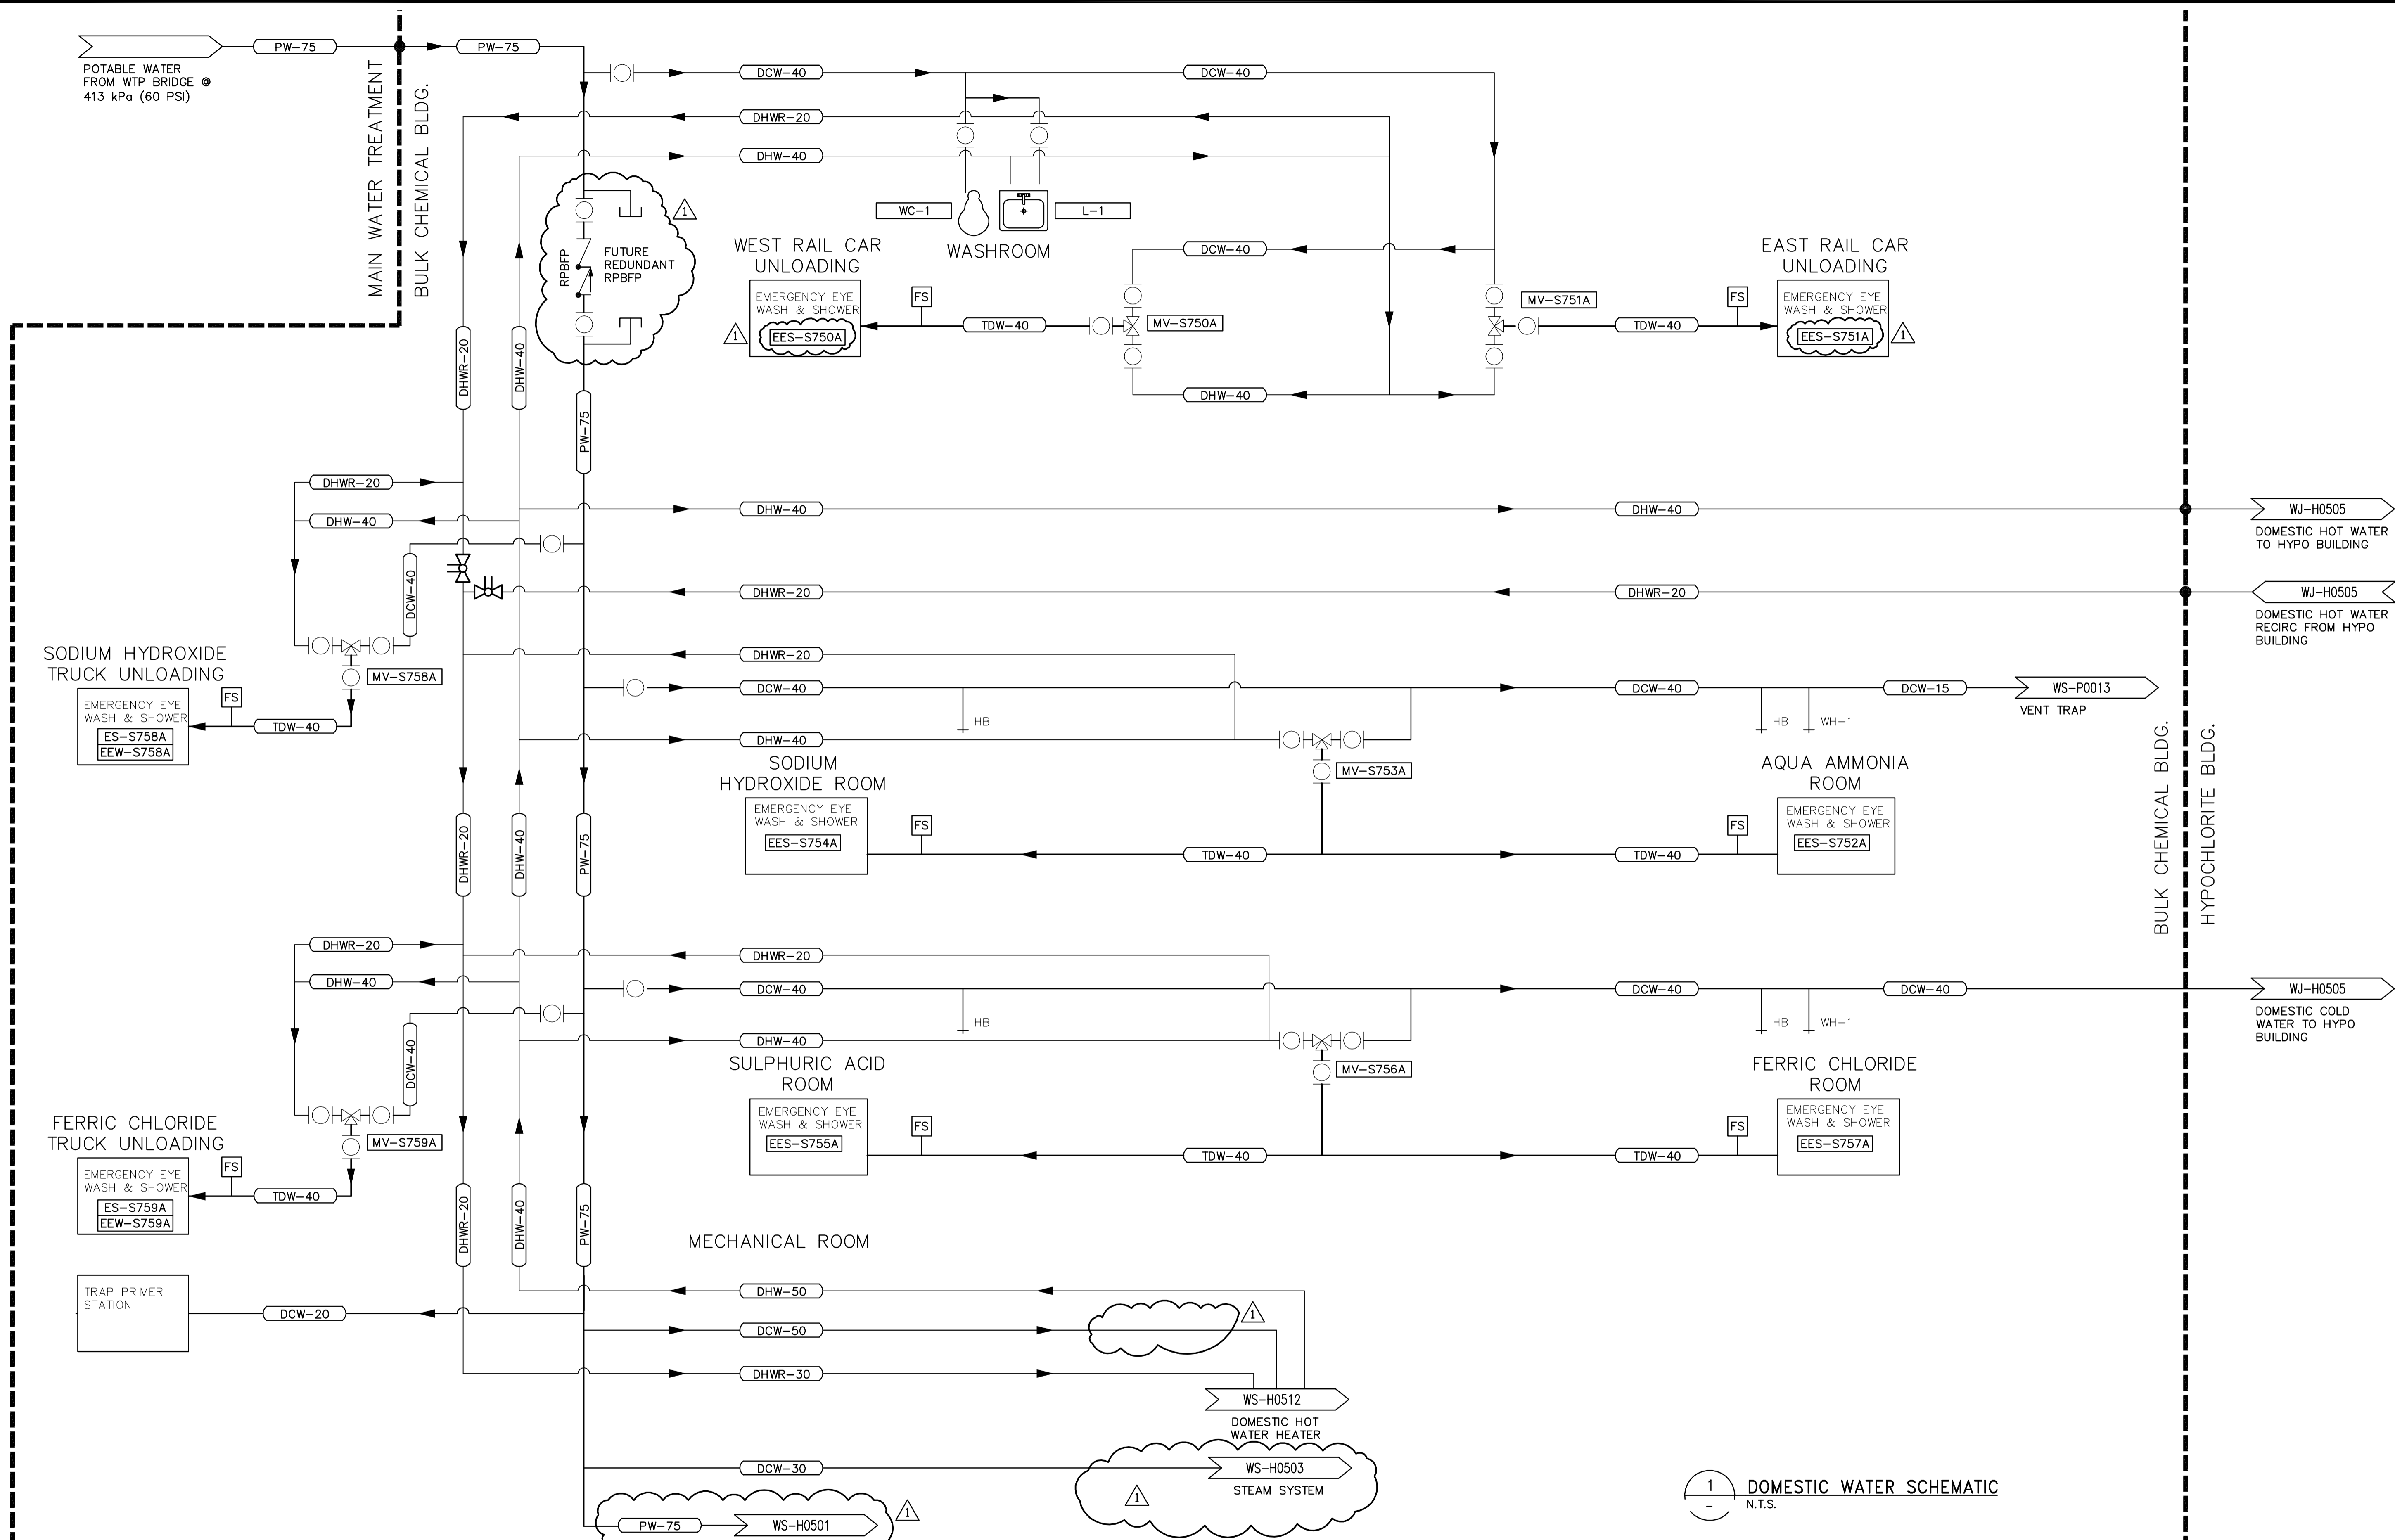 PW-75
PW-75
POTABLE WATER
FROM WTP BRIDGE @
413 kPa (60 PSI)
MAIN WATER TREATMENT
BULK CHEMICAL BLDG.
DCW-40
DCW-40
DHWR-20
DHW-40
WC-1
L-1
WASHROOM
1
RPBFP
FUTURE
REDUNDANT
RPBFP
WEST RAIL CAR
UNLOADING
EMERGENCY EYE
WASH & SHOWER
EES-S750A
1
FS
TDW-40
MV-S750A
DCW-40
DHW-40
MV-S751A
TDW-40
FS
EAST RAIL CAR
UNLOADING
EMERGENCY EYE
WASH & SHOWER
EES-S751A
1
DHWR-20
DHW-40
PW-75
DHWR-20
DHW-40
DCW-40
DHW-40
DHW-40
WJ-H0505
DOMESTIC HOT WATER
TO HYPO BUILDING
DHWR-20
DHWR-20
WJ-H0505
DOMESTIC HOT WATER
RECIRC FROM HYPO
BUILDING
SODIUM HYDROXIDE
TRUCK UNLOADING
EMERGENCY EYE
WASH & SHOWER
ES-S758A
EEW-S758A
FS
TDW-40
MV-S758A
DHWR-20
DCW-40
HB
DCW-40
HB
WH-1
DCW-15
WS-P0013
VENT TRAP
DHW-40
MV-S753A
SODIUM
HYDROXIDE ROOM
EMERGENCY EYE
WASH & SHOWER
EES-S754A
FS
TDW-40
TDW-40
FS
AQUA AMMONIA
ROOM
EMERGENCY EYE
WASH & SHOWER
EES-S752A
BULK CHEMICAL BLDG.
HYPOCHLORITE BLDG.
DHWR-20
DHW-40
PW-75
DHWR-20
DHW-40
DCW-40
DHWR-20
DCW-40
HB
DCW-40
HB
WH-1
DCW-40
WJ-H0505
DOMESTIC COLD
WATER TO HYPO
BUILDING
DHW-40
MV-S756A
FERRIC CHLORIDE
TRUCK UNLOADING
EMERGENCY EYE
WASH & SHOWER
ES-S759A
EEW-S759A
FS
TDW-40
MV-S759A
SULPHURIC ACID
ROOM
EMERGENCY EYE
WASH & SHOWER
EES-S755A
FS
TDW-40
TDW-40
FS
FERRIC CHLORIDE
ROOM
EMERGENCY EYE
WASH & SHOWER
EES-S757A
DHWR-20
DHW-40
PW-75
MECHANICAL ROOM
TRAP PRIMER
STATION
DCW-20
DHW-50
DCW-50
1
DHWR-30
WS-H0512
DOMESTIC HOT
WATER HEATER
DCW-30
WS-H0503
STEAM SYSTEM
1
PW-75
WS-H0501
1
1
-
DOMESTIC WATER SCHEMATIC
N.T.S.